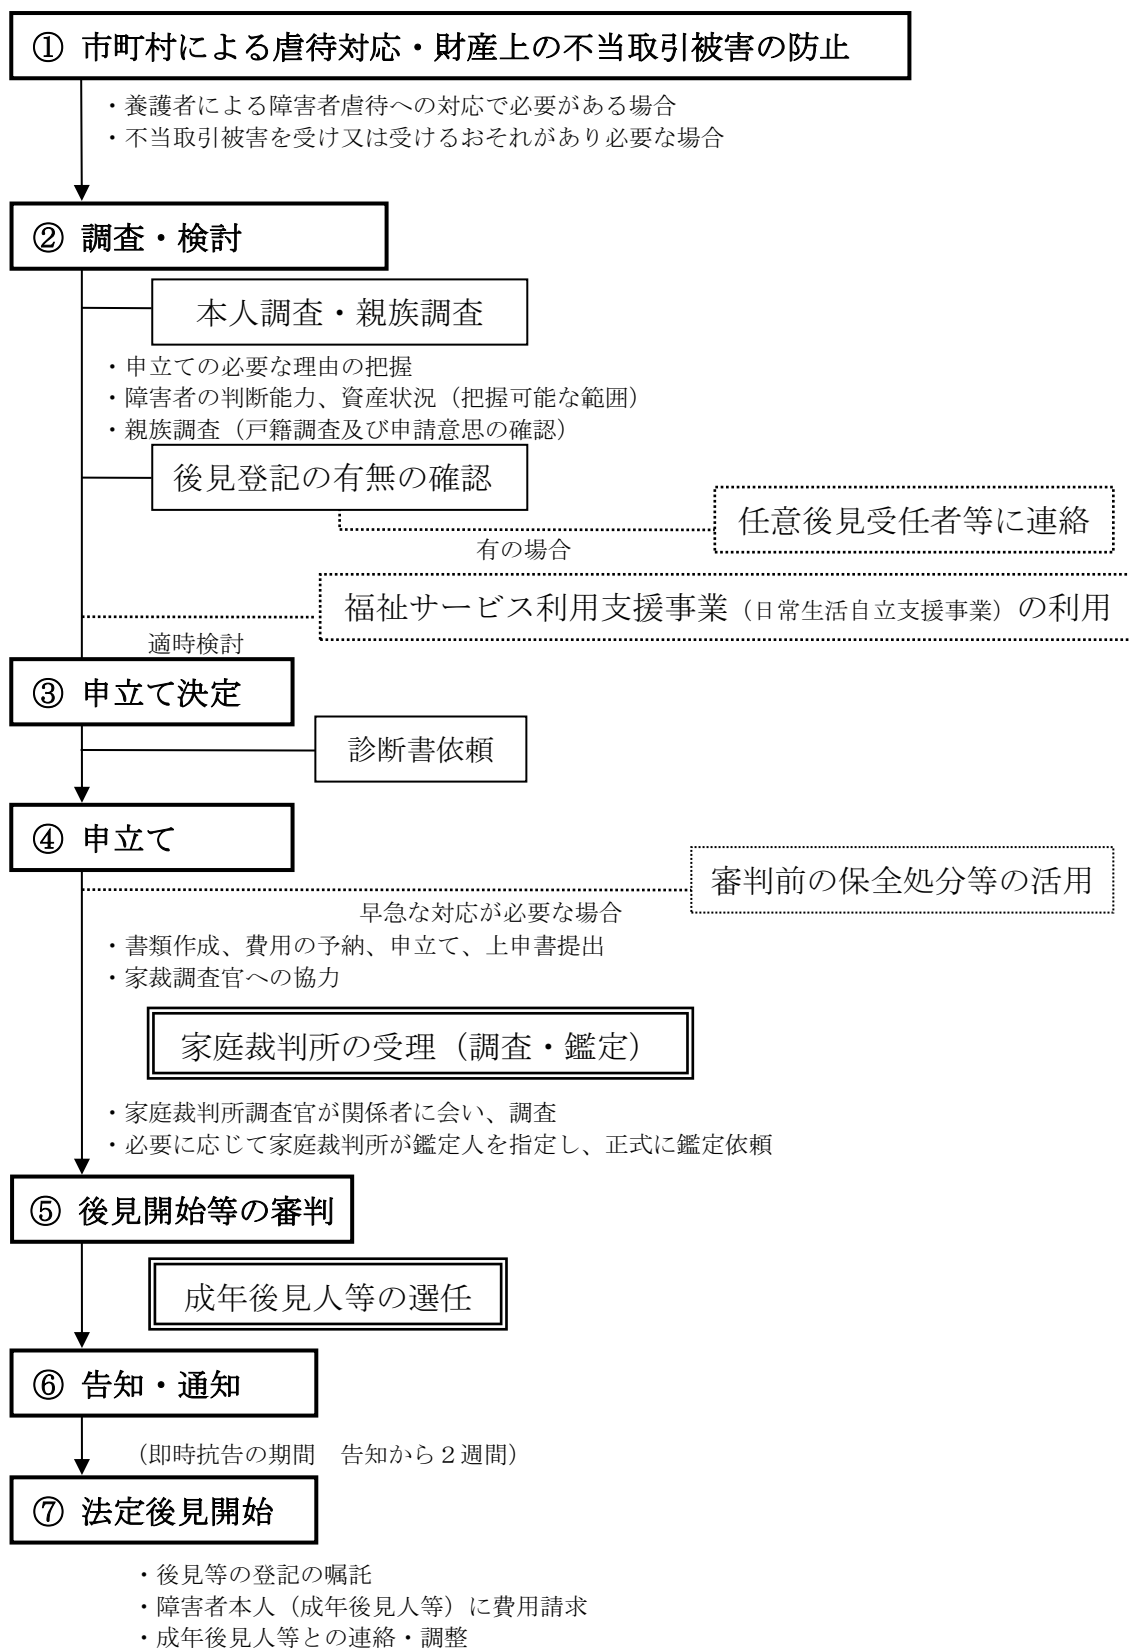 ① 市町村による虐待対応・財産上の不当取引被害の防止
・養護者による障害者虐待への対応で必要がある場合
・不当取引被害を受け又は受けるおそれがあり必要な場合
② 調査・検討
本人調査・親族調査
・申立ての必要な理由の把握
・障害者の判断能力、資産状況（把握可能な範囲）
・親族調査（戸籍調査及び申請意思の確認）
後見登記の有無の確認
任意後見受任者等に連絡
有の場合
福祉サービス利用支援事業（日常生活自立支援事業）の利用
適時検討
③ 申立て決定
診断書依頼
④ 申立て
審判前の保全処分等の活用
早急な対応が必要な場合
・書類作成、費用の予納、申立て、上申書提出
・家裁調査官への協力
家庭裁判所の受理（調査・鑑定）
・家庭裁判所調査官が関係者に会い、調査
・必要に応じて家庭裁判所が鑑定人を指定し、正式に鑑定依頼
⑤ 後見開始等の審判
成年後見人等の選任
⑥ 告知・通知
（即時抗告の期間　告知から２週間）
⑦ 法定後見開始
・後見等の登記の嘱託
・障害者本人（成年後見人等）に費用請求
・成年後見人等との連絡・調整